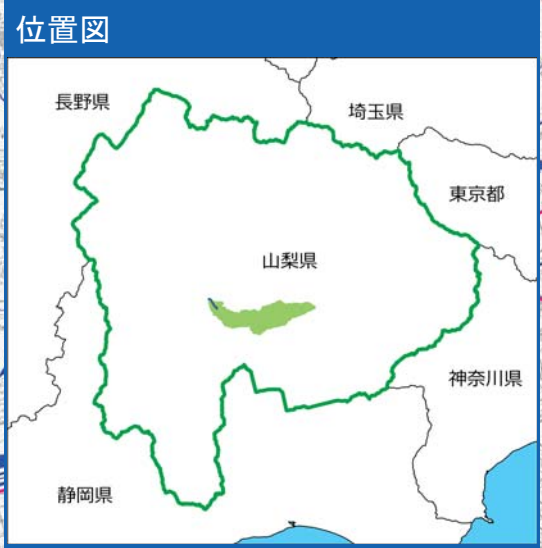 位置図
長野県
埼玉県
東京都
山梨県
神奈川県
静岡県